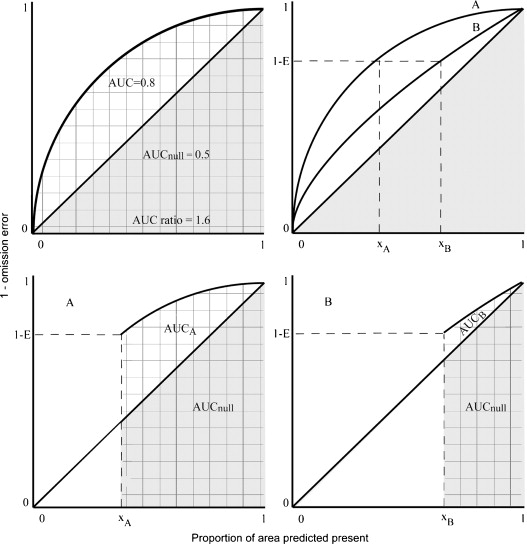 1
AUC=0.8
AUCnull = 0.5
AUC ratio = 1.6
0
0
1
1
A
B
1-E
0
0
xA
xB
1
1 - omission error
1
A
1-E
AUCA
AUCnull
0
0
xA
1
1
B
1-E
AUCB
AUCnull
0
0
xB
1
Proportion of area predicted present